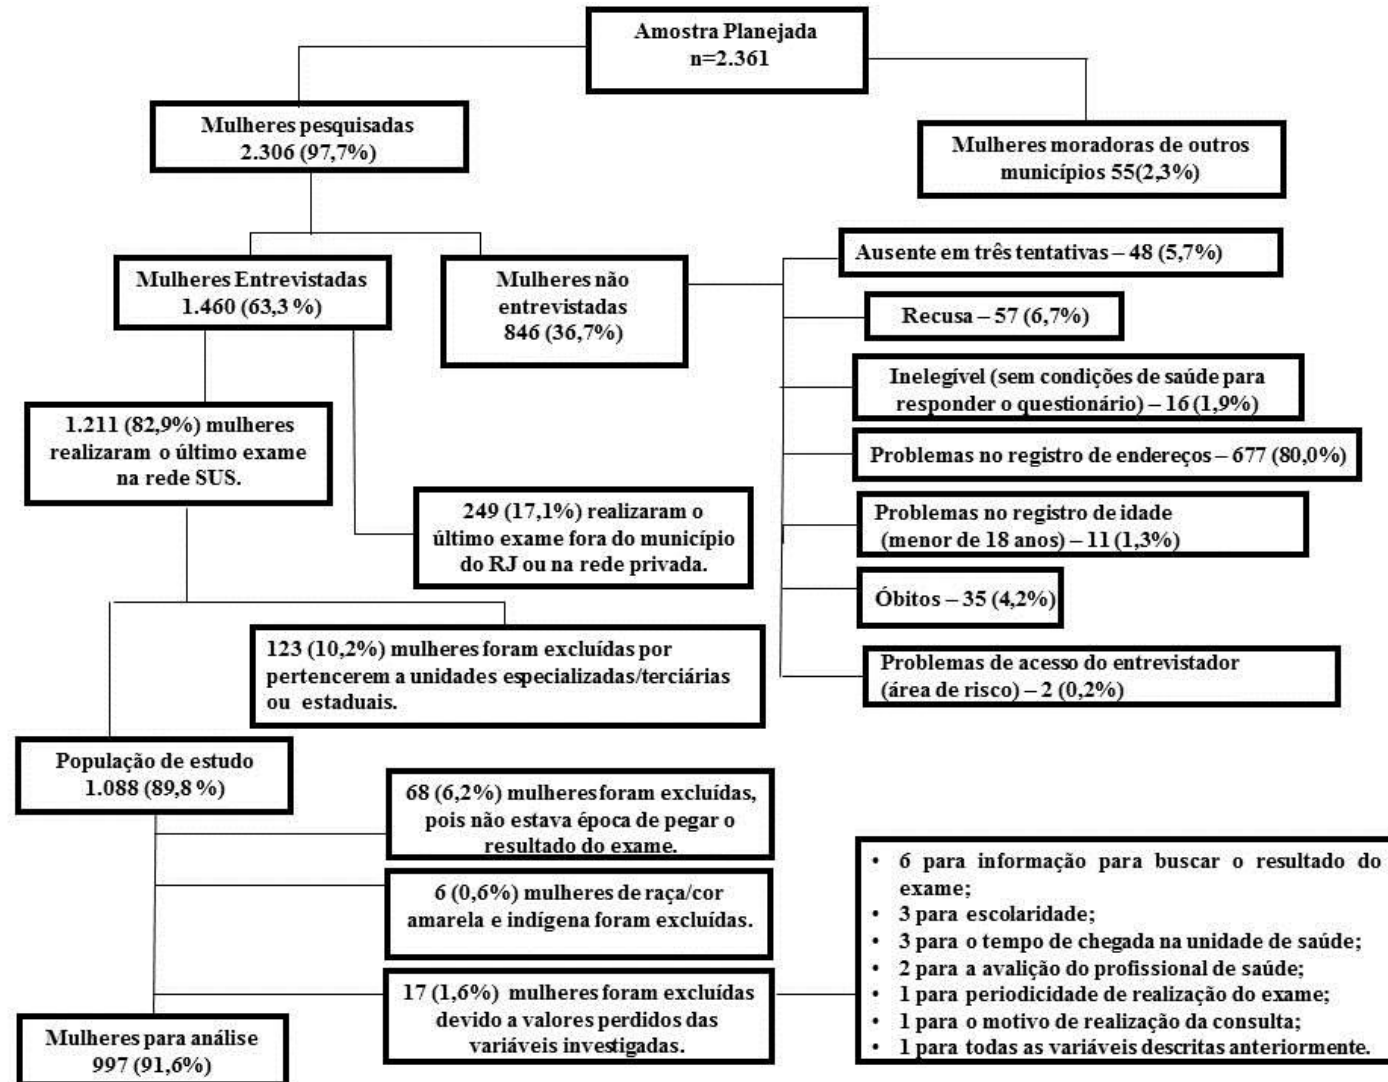 Amostra Planejada
n=2.361
Mulheres pesquisadas
2.306 (97,7%)
Mulheres moradoras de outros
municípios 55(2,3%)
Mulheres Entrevistadas
1.460 (63,3 %)
Mulheres não
entrevistadas
846 (36,7%)
Ausente em três tentativas – 48 (5,7%)
Recusa – 57 (6,7%)
Inelegível (sem condições de saúde para
responder o questionário) – 16 (1,9%)
Problemas no registro de endereços – 677 (80,0%)
Problemas no registro de idade
(menor de 18 anos) – 11 (1,3%)
Óbitos – 35 (4,2%)
Problemas de acesso do entrevistador
(área de risco) – 2 (0,2%)
1.211 (82,9%) mulheres
realizaram o último exame
na rede SUS.
249 (17,1%) realizaram o
último exame fora do município
do RJ ou na rede privada.
123 (10,2%) mulheres foram excluídas por
pertencerem a unidades especializadas/terciárias
ou estaduais.
População de estudo
1.088 (89,8 %)
68 (6,2%) mulheres foram excluídas,
pois não estava época de pegar o
resultado do exame.
6 (0,6%) mulheres de raça/cor
amarela e indígena foram excluídas.
17 (1,6%) mulheres foram excluídas
devido a valores perdidos das
variáveis investigadas.
• 6 para informação para buscar o resultado do
exame;
• 3 para escolaridade;
• 3 para o tempo de chegada na unidade de saúde;
• 2 para a avalição do profissional de saúde;
• 1 para periodicidade de realização do exame;
• 1 para o motivo de realização da consulta;
• 1 para todas as variáveis descritas anteriormente.
Mulheres para análise
997 (91,6%)